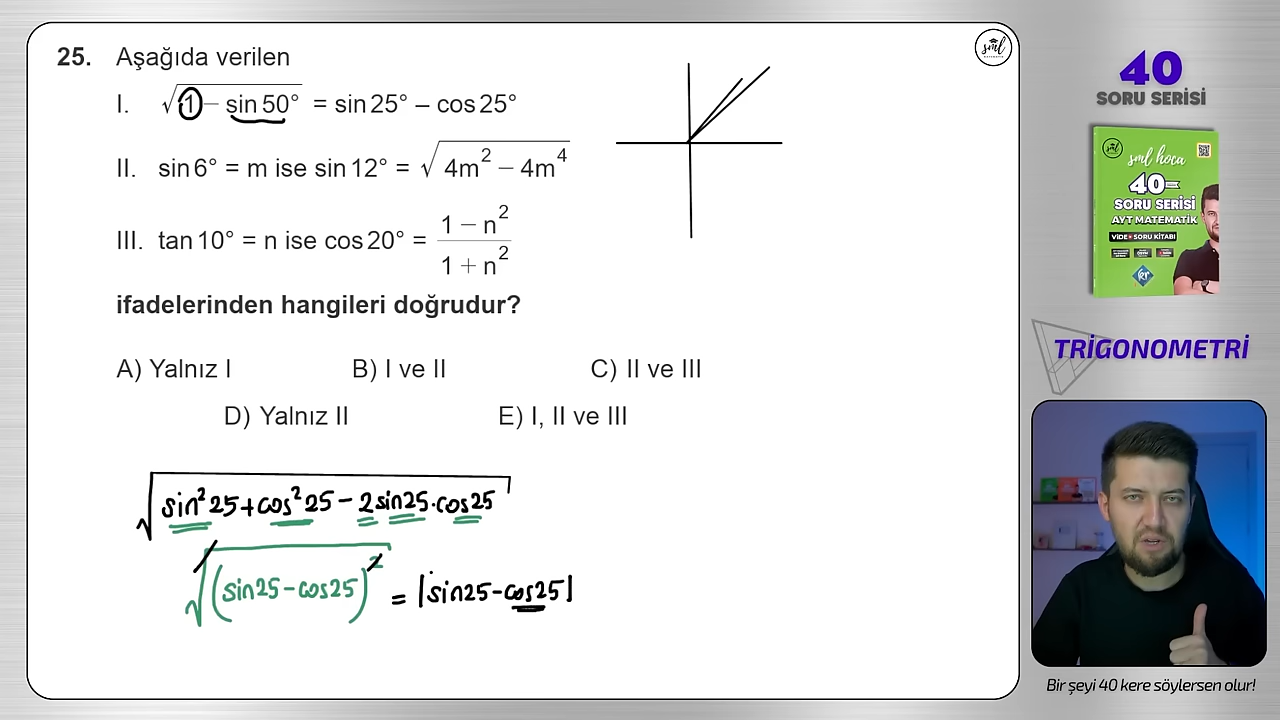 25. Aşağıda verilen
I. √(1 – sin 50°) = sin 25° – cos 25°
II. sin 6° = m ise sin 12° = √(4m² – 4m⁴)
III. tan 10° = n ise cos 20° = (1 – n²)/(1 + n²)
ifadelerinden hangileri doğrudur?
A) Yalnız I B) I ve II C) II ve III
D) Yalnız II E) I, II ve III
√(sin²25+cos²25–2sin25·cos25)
√(sin25–cos25)² = |sin25–cos25|
sml
40
SORU SERİSİ
sml hoca
40
SORU SERİSİ
AYT MATEMATİK
VİDEO SORU KİTABI
TRİGONOMETRİ
Bir şeyi 40 kere söylersen olur!